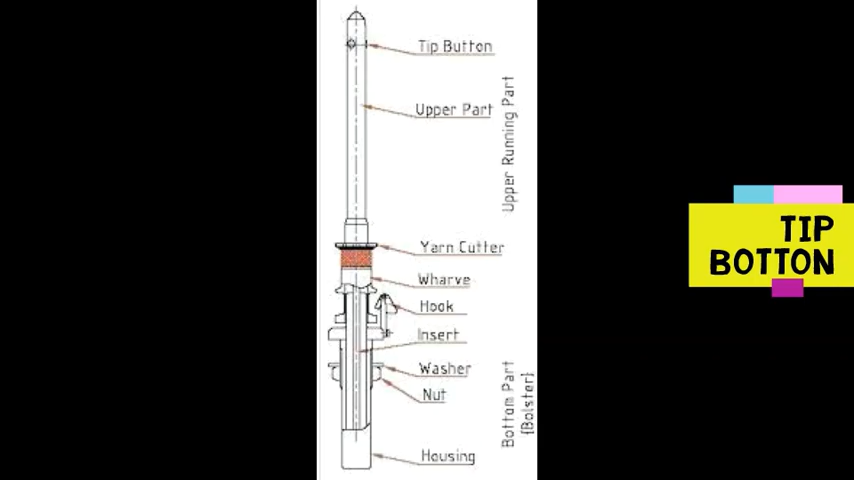 Tip Button
Upper Part
Upper Running Part
Yarn Cutter
Wharve
Hook
Insert
Washer
Nut
Bottom Part
(Bolster)
Housing
TIP
BOTTON